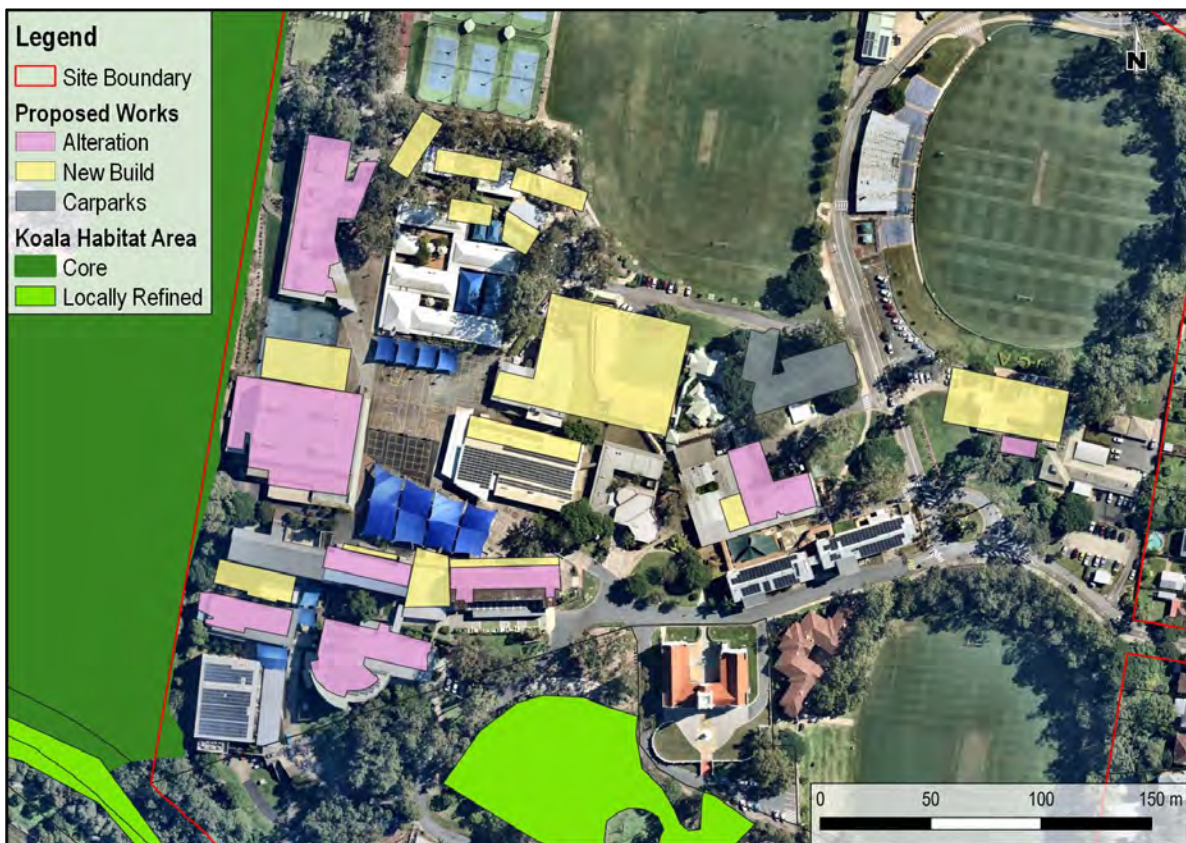 Legend
Site Boundary
Proposed Works
Alteration
New Build
Carparks
Koala Habitat Area
Core
Locally Refined
N
0 50 100 150 m